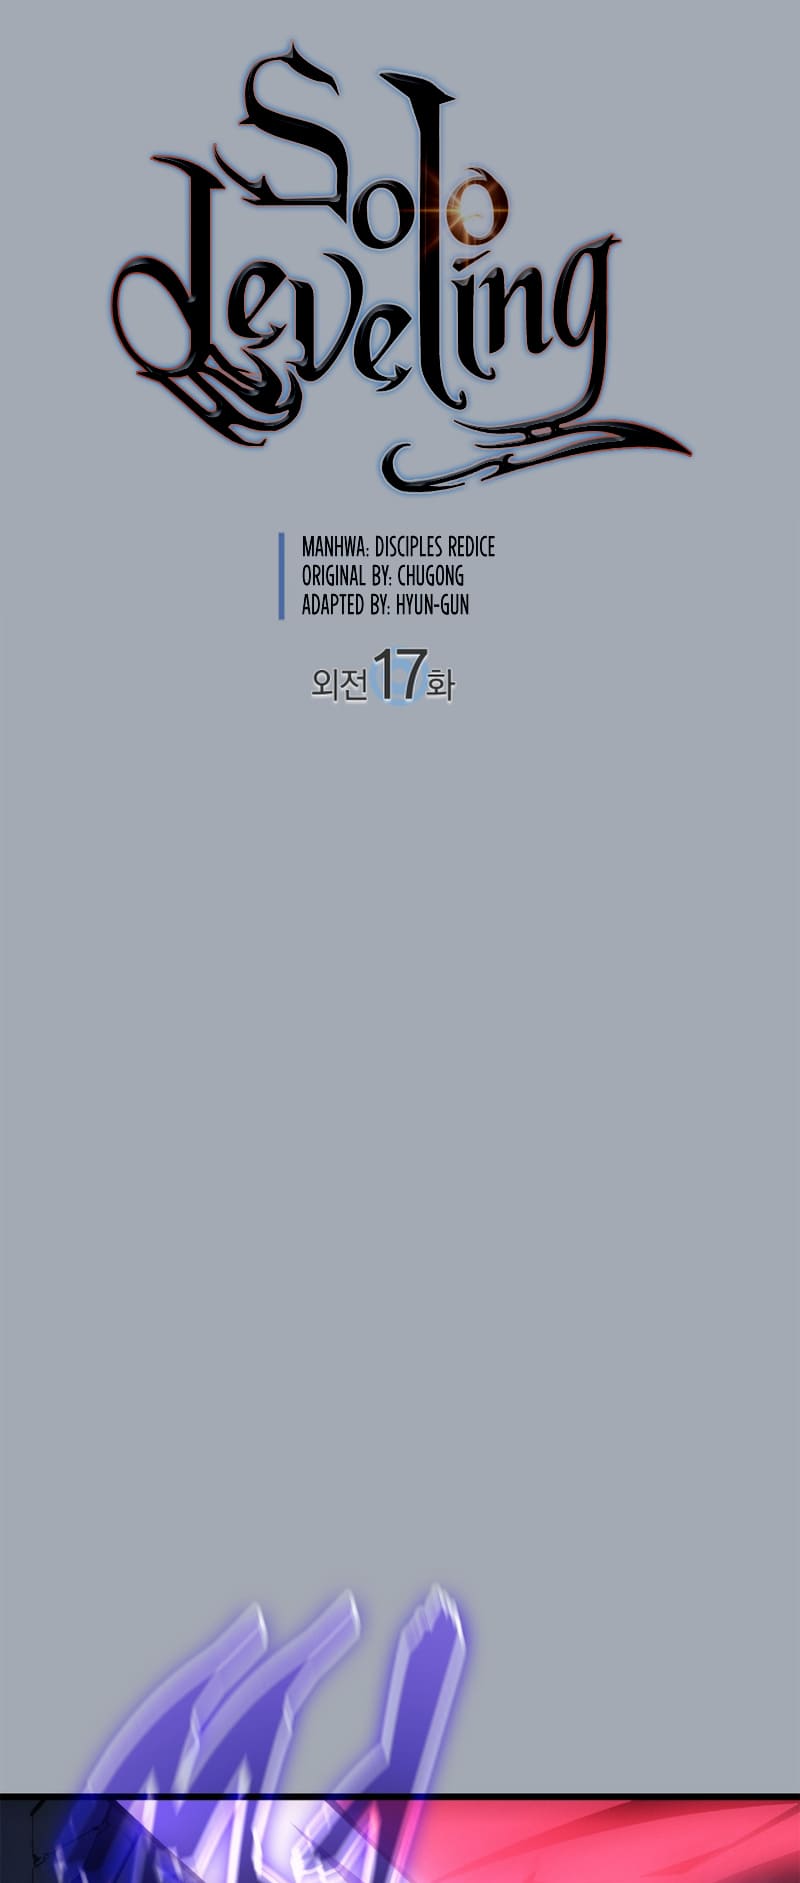 Solo
leveling
MANHWA: DISCIPLES REDICE
ORIGINAL BY: CHUGONG
ADAPTED BY: HYUN-GUN
외전 17화